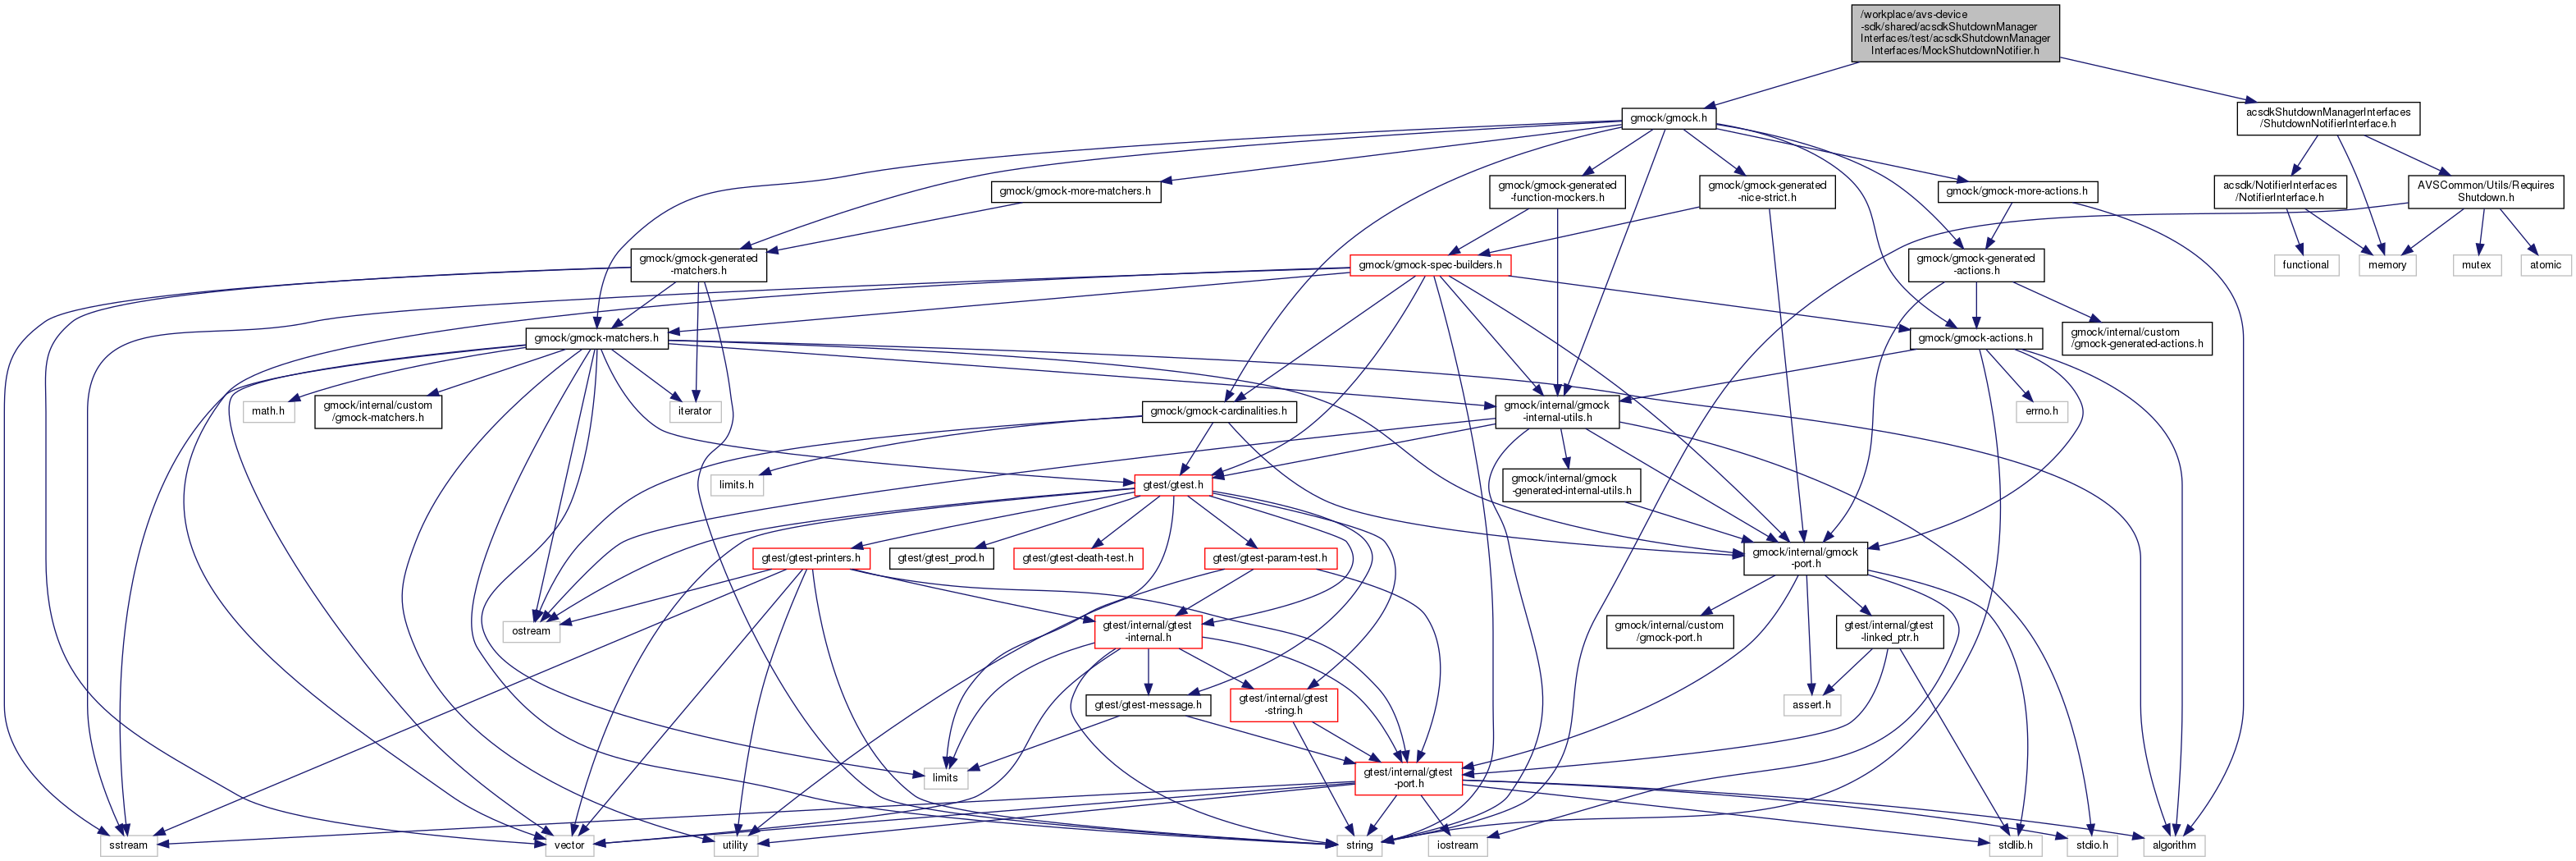 /workplace/avs-device
-sdk/shared/acsdkShutdownManager
Interfaces/test/acsdkShutdownManager
Interfaces/MockShutdownNotifier.h
gmock/gmock.h
acsdkShutdownManagerInterfaces
/ShutdownNotifierInterface.h
gmock/gmock-more-matchers.h
gmock/gmock-generated
-function-mockers.h
gmock/gmock-generated
-nice-strict.h
gmock/gmock-more-actions.h
acsdk/NotifierInterfaces
/NotifierInterface.h
AVSCommon/Utils/Requires
Shutdown.h
gmock/gmock-generated
-matchers.h
gmock/gmock-spec-builders.h
gmock/gmock-generated
-actions.h
functional
memory
mutex
atomic
gmock/gmock-matchers.h
gmock/gmock-actions.h
gmock/internal/custom
/gmock-generated-actions.h
math.h
gmock/internal/custom
/gmock-matchers.h
iterator
gmock/gmock-cardinalities.h
gmock/internal/gmock
-internal-utils.h
errno.h
limits.h
gtest/gtest.h
gmock/internal/gmock
-generated-internal-utils.h
gtest/gtest-printers.h
gtest/gtest_prod.h
gtest/gtest-death-test.h
gtest/gtest-param-test.h
gmock/internal/gmock
-port.h
ostream
gtest/internal/gtest
-internal.h
gmock/internal/custom
/gmock-port.h
gtest/internal/gtest
-linked_ptr.h
gtest/gtest-message.h
gtest/internal/gtest
-string.h
assert.h
limits
gtest/internal/gtest
-port.h
sstream
vector
utility
string
iostream
stdlib.h
stdio.h
algorithm